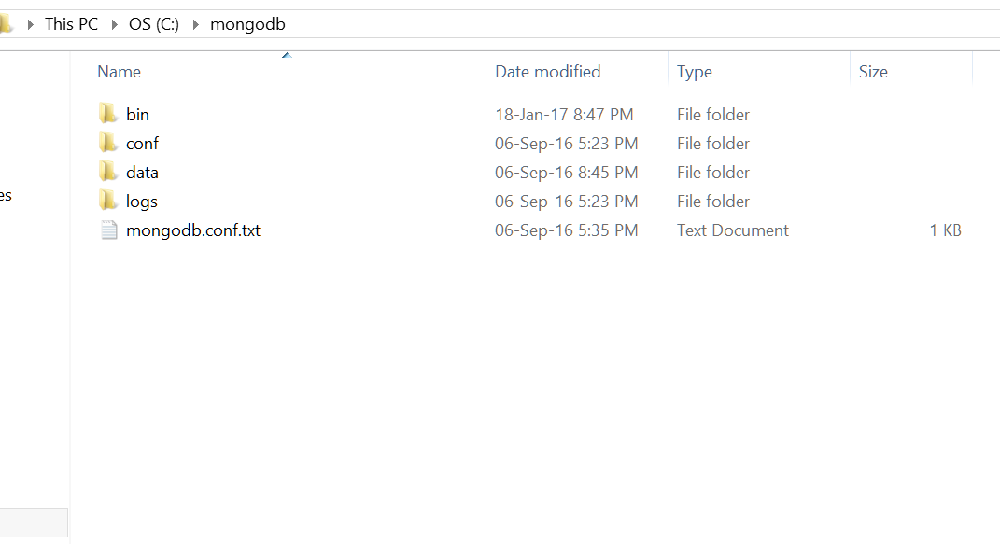 This PC OS (C:) mongodb
Name Date modified Type Size
bin 18-Jan-17 8:47 PM File folder
conf 06-Sep-16 5:23 PM File folder
data 06-Sep-16 8:45 PM File folder
es
logs 06-Sep-16 5:23 PM File folder
mongodb.conf.txt 06-Sep-16 5:35 PM Text Document 1 KB